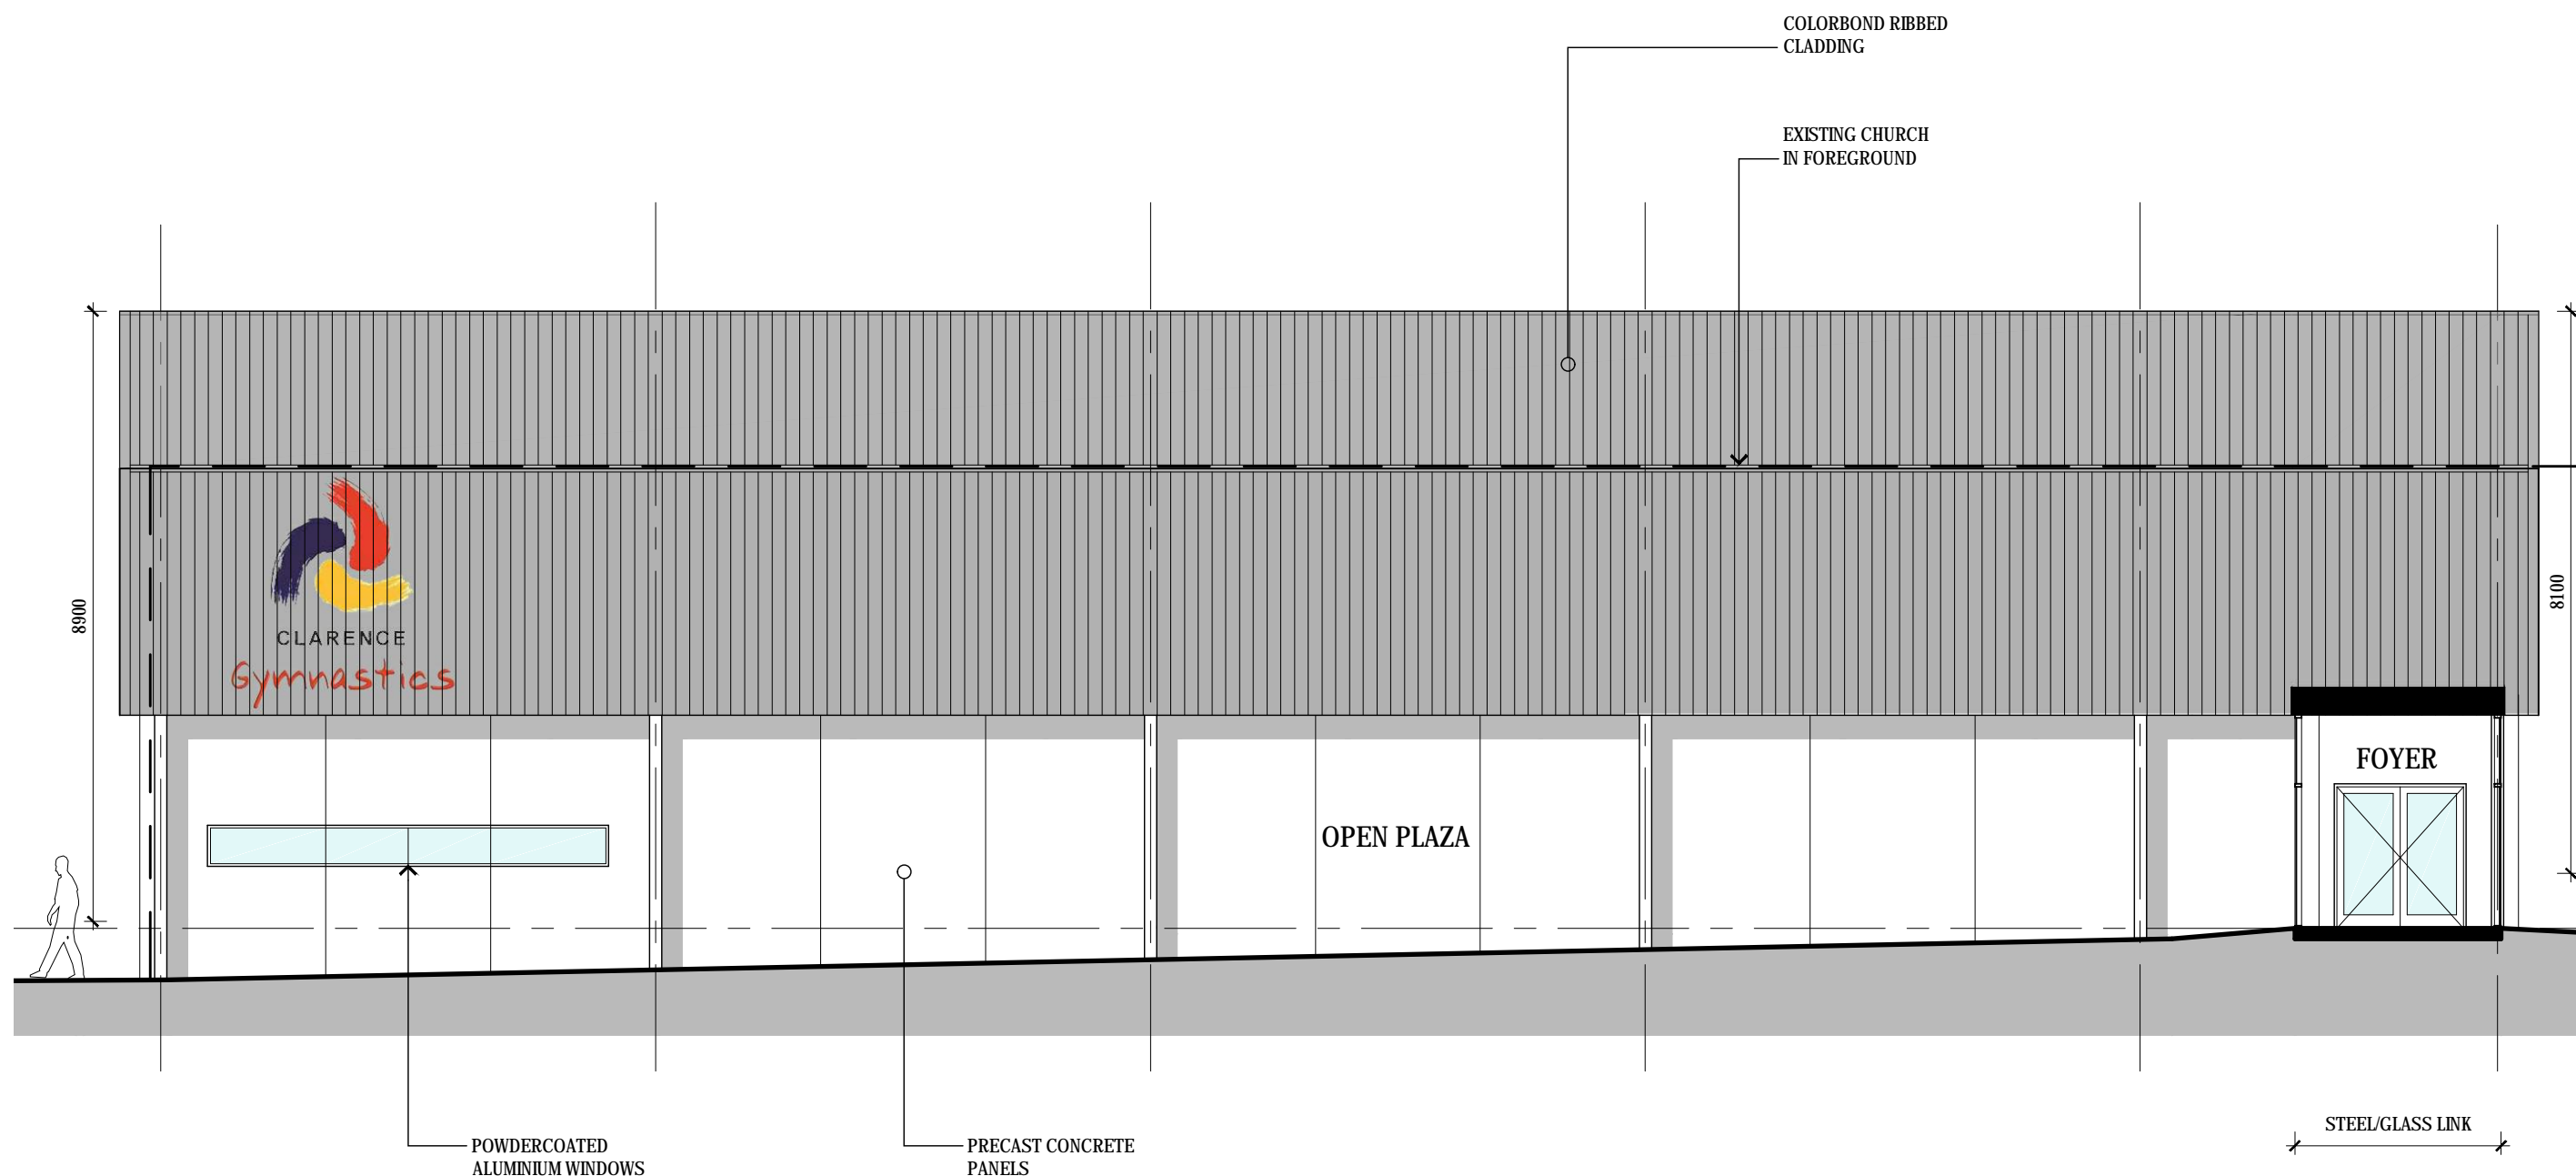 COLORBOND RIBBED
CLADDING
EXISTING CHURCH
IN FOREGROUND
8900
8100
CLARENCE
Gymnastics
FOYER
OPEN PLAZA
STEEL/GLASS LINK
POWDERCOATED
ALUMINIUM WINDOWS
PRECAST CONCRETE
PANELS